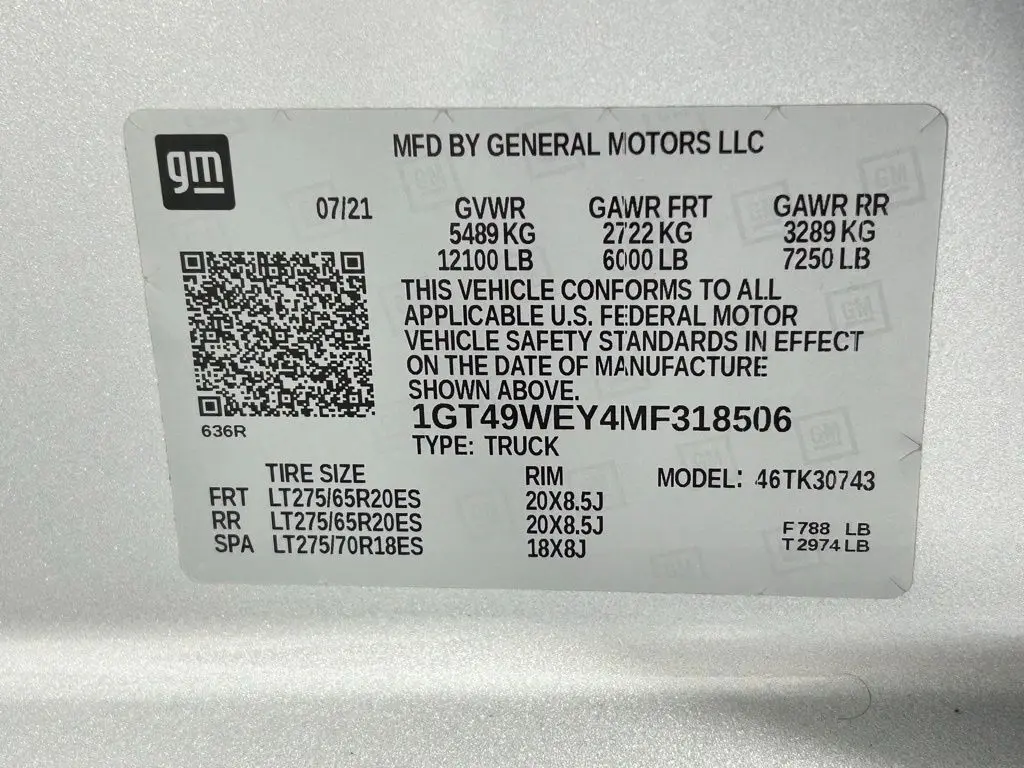 gm
MFD BY GENERAL MOTORS LLC
07/21 GVWR GAWR FRT GAWR RR
5489 KG 2722 KG 3289 KG
12100 LB 6000 LB 7250 LB
THIS VEHICLE CONFORMS TO ALL
APPLICABLE U.S. FEDERAL MOTOR
VEHICLE SAFETY STANDARDS IN EFFECT
ON THE DATE OF MANUFACTURE
SHOWN ABOVE.
1GT49WEY4MF318506
636R
TYPE: TRUCK
TIRE SIZE RIM MODEL: 46TK30743
FRT LT275/65R20ES 20X8.5J
RR LT275/65R20ES 20X8.5J F 788 LB
SPA LT275/70R18ES 18X8J T 2974 LB